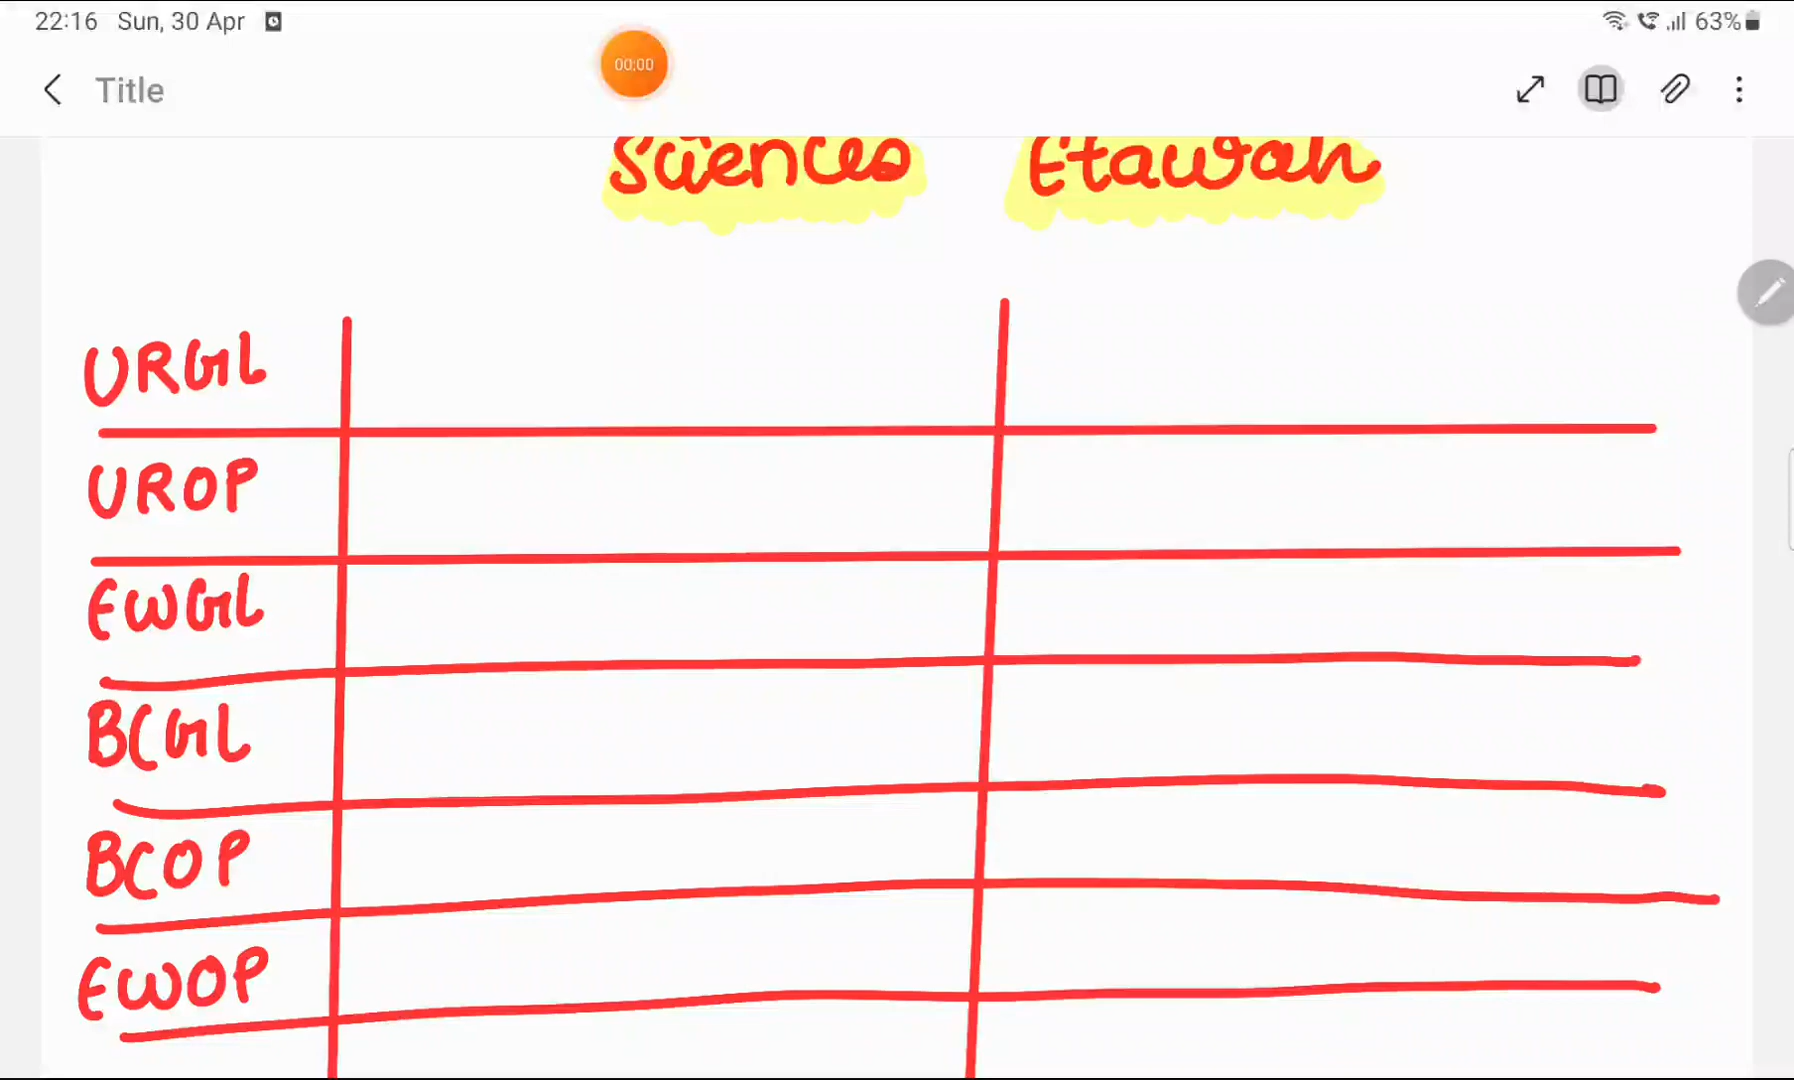 22:16 Sun, 30 Apr 63%
00:00
Title
Sciences Etawah
URGL
UROP
EWGL
BCGL
BCOP
EWOP